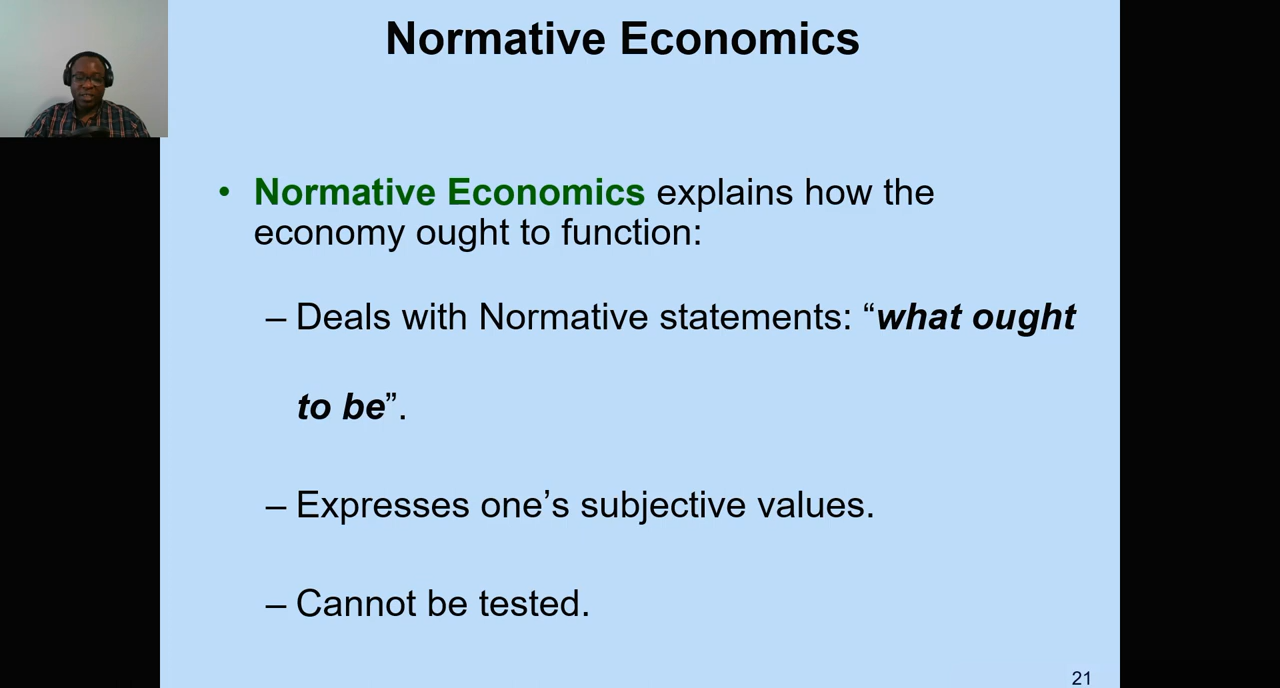 Normative Economics
• Normative Economics explains how the
economy ought to function:
– Deals with Normative statements: “what ought
to be”.
– Expresses one’s subjective values.
– Cannot be tested.
21